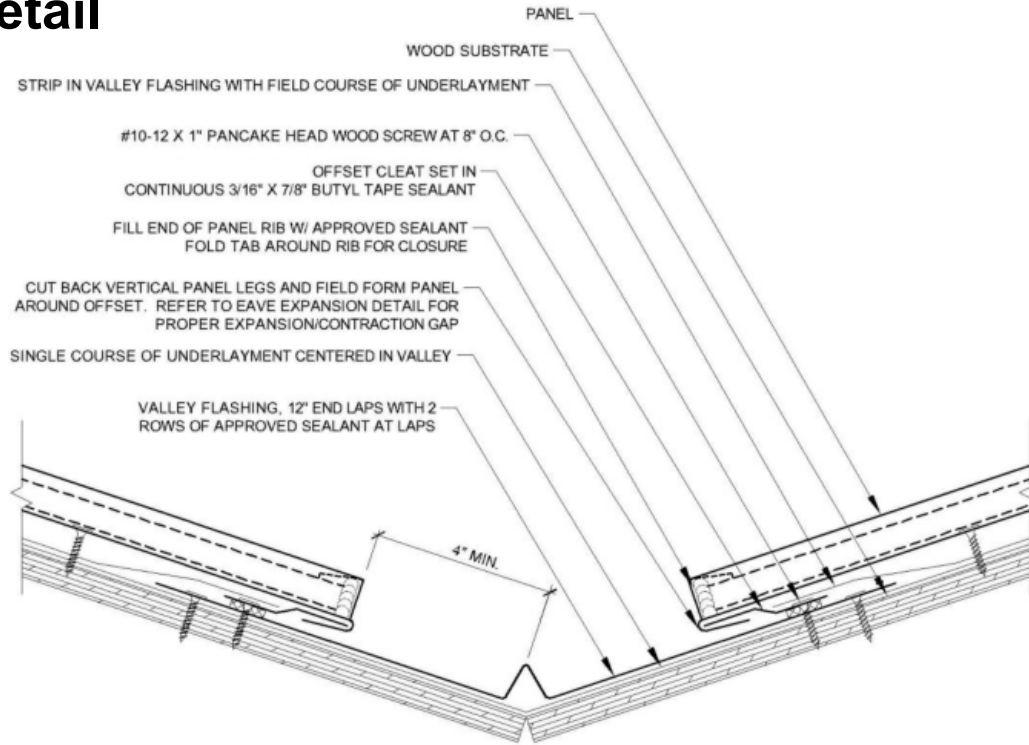 etail
PANEL
WOOD SUBSTRATE
STRIP IN VALLEY FLASHING WITH FIELD COURSE OF UNDERLAYMENT
#10-12 X 1" PANCAKE HEAD WOOD SCREW AT 8" O.C.
OFFSET CLEAT SET IN
CONTINUOUS 3/16" X 7/8" BUTYL TAPE SEALANT
FILL END OF PANEL RIB W/ APPROVED SEALANT
FOLD TAB AROUND RIB FOR CLOSURE
CUT BACK VERTICAL PANEL LEGS AND FIELD FORM PANEL
AROUND OFFSET. REFER TO EAVE EXPANSION DETAIL FOR
PROPER EXPANSION/CONTRACTION GAP
SINGLE COURSE OF UNDERLAYMENT CENTERED IN VALLEY
VALLEY FLASHING, 12" END LAPS WITH 2
ROWS OF APPROVED SEALANT AT LAPS
4" MIN.